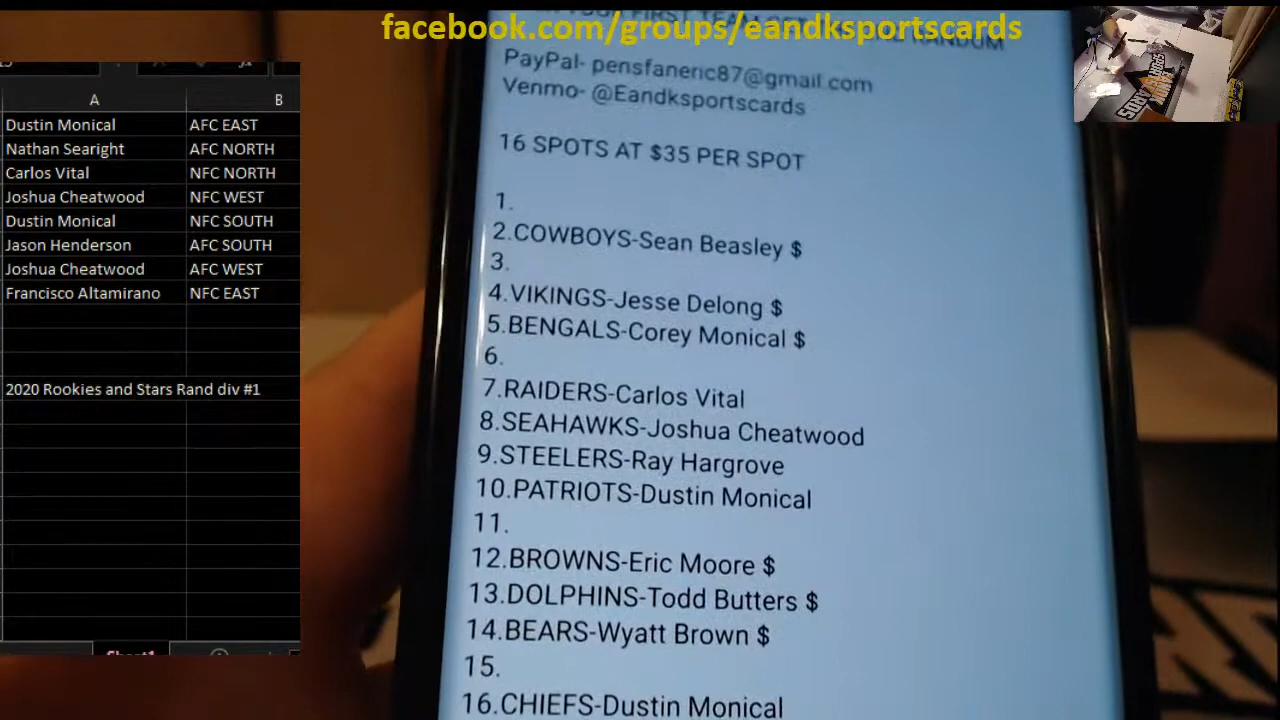 facebook.com/groups/eandksportscards
A B
Dustin Monical AFC EAST
Nathan Searight AFC NORTH
Carlos Vital NFC NORTH
Joshua Cheatwood NFC WEST
Dustin Monical NFC SOUTH
Jason Henderson AFC SOUTH
Joshua Cheatwood AFC WEST
Francisco Altamirano NFC EAST
2020 Rookies and Stars Rand div #1
FIRST TEAM RANDOM
PayPal- pensfaneric87@gmail.com
Venmo- @Eandksportscards
16 SPOTS AT $35 PER SPOT
1.
2.COWBOYS-Sean Beasley $
3.
4.VIKINGS-Jesse Delong $
5.BENGALS-Corey Monical $
6.
7.RAIDERS-Carlos Vital
8.SEAHAWKS-Joshua Cheatwood
9.STEELERS-Ray Hargrove
10.PATRIOTS-Dustin Monical
11.
12.BROWNS-Eric Moore $
13.DOLPHINS-Todd Butters $
14.BEARS-Wyatt Brown $
15.
16.CHIEFS-Dustin Monical